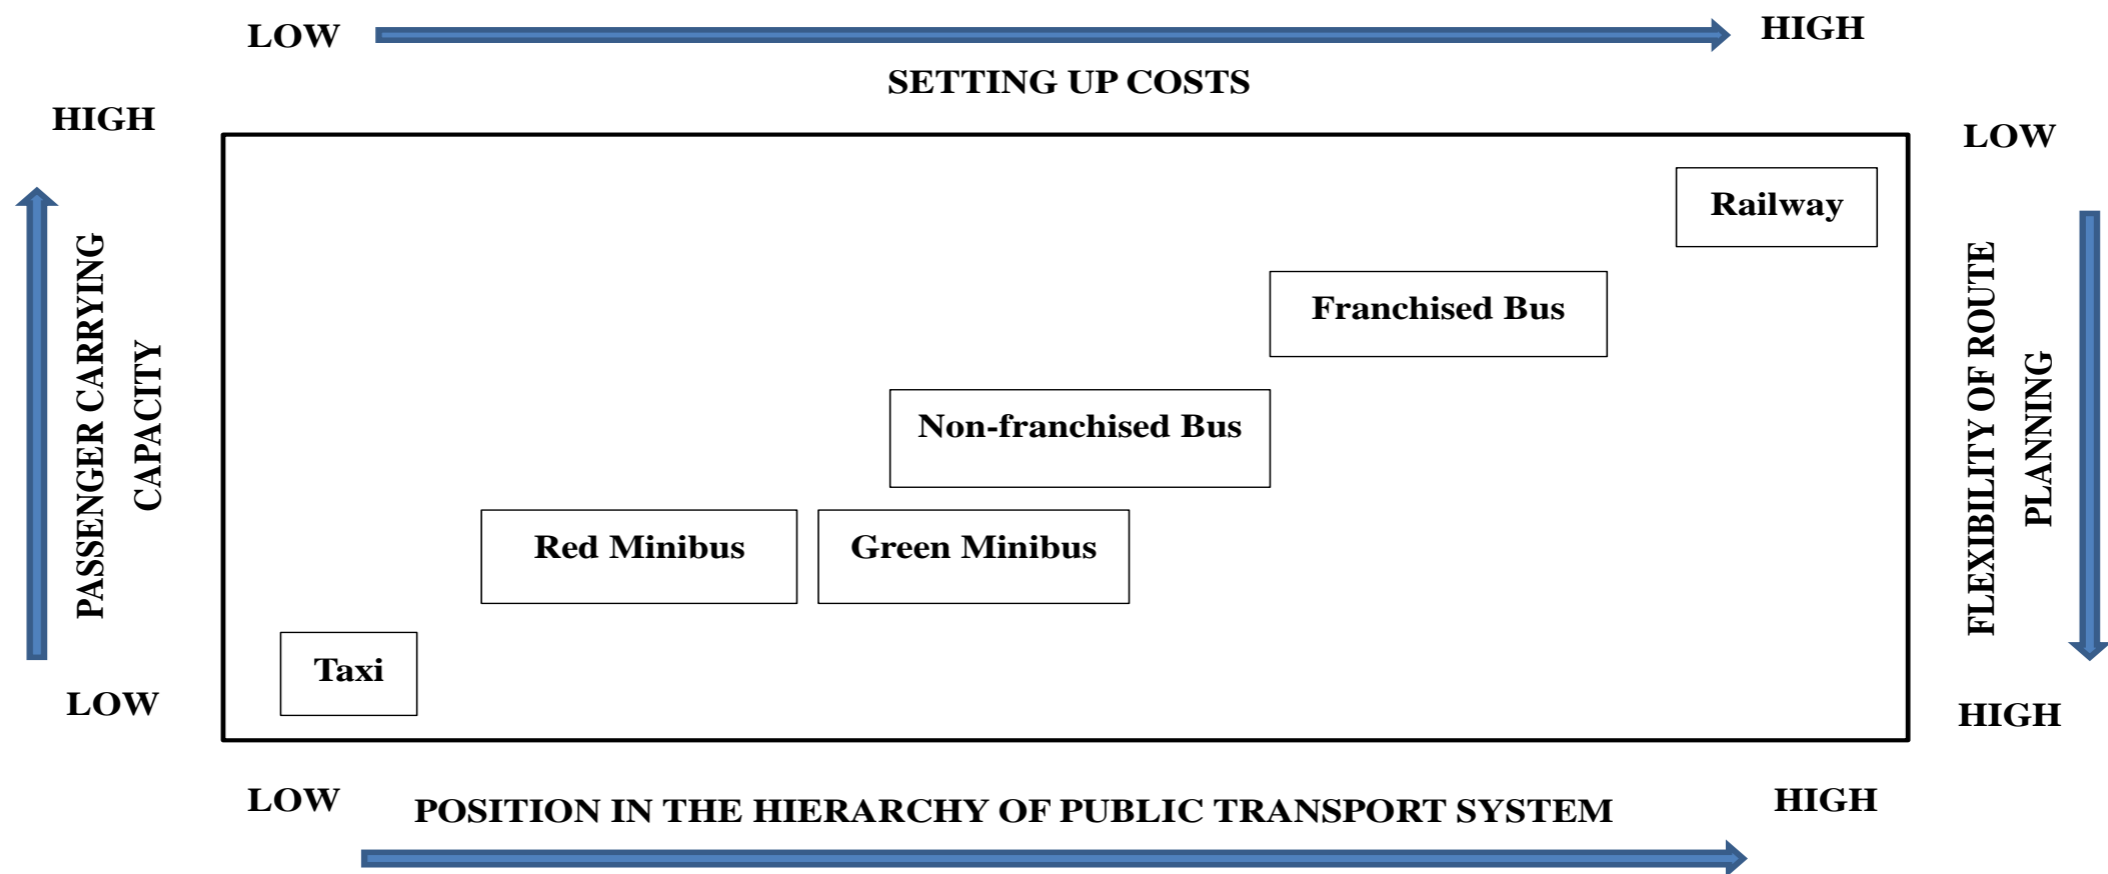 LOW
HIGH
SETTING UP COSTS
HIGH
LOW
Railway
PASSENGER CARRYING
CAPACITY
Franchised Bus
FLEXIBILITY OF ROUTE
PLANNING
Non-franchised Bus
Red Minibus
Green Minibus
Taxi
LOW
HIGH
LOW
POSITION IN THE HIERARCHY OF PUBLIC TRANSPORT SYSTEM
HIGH